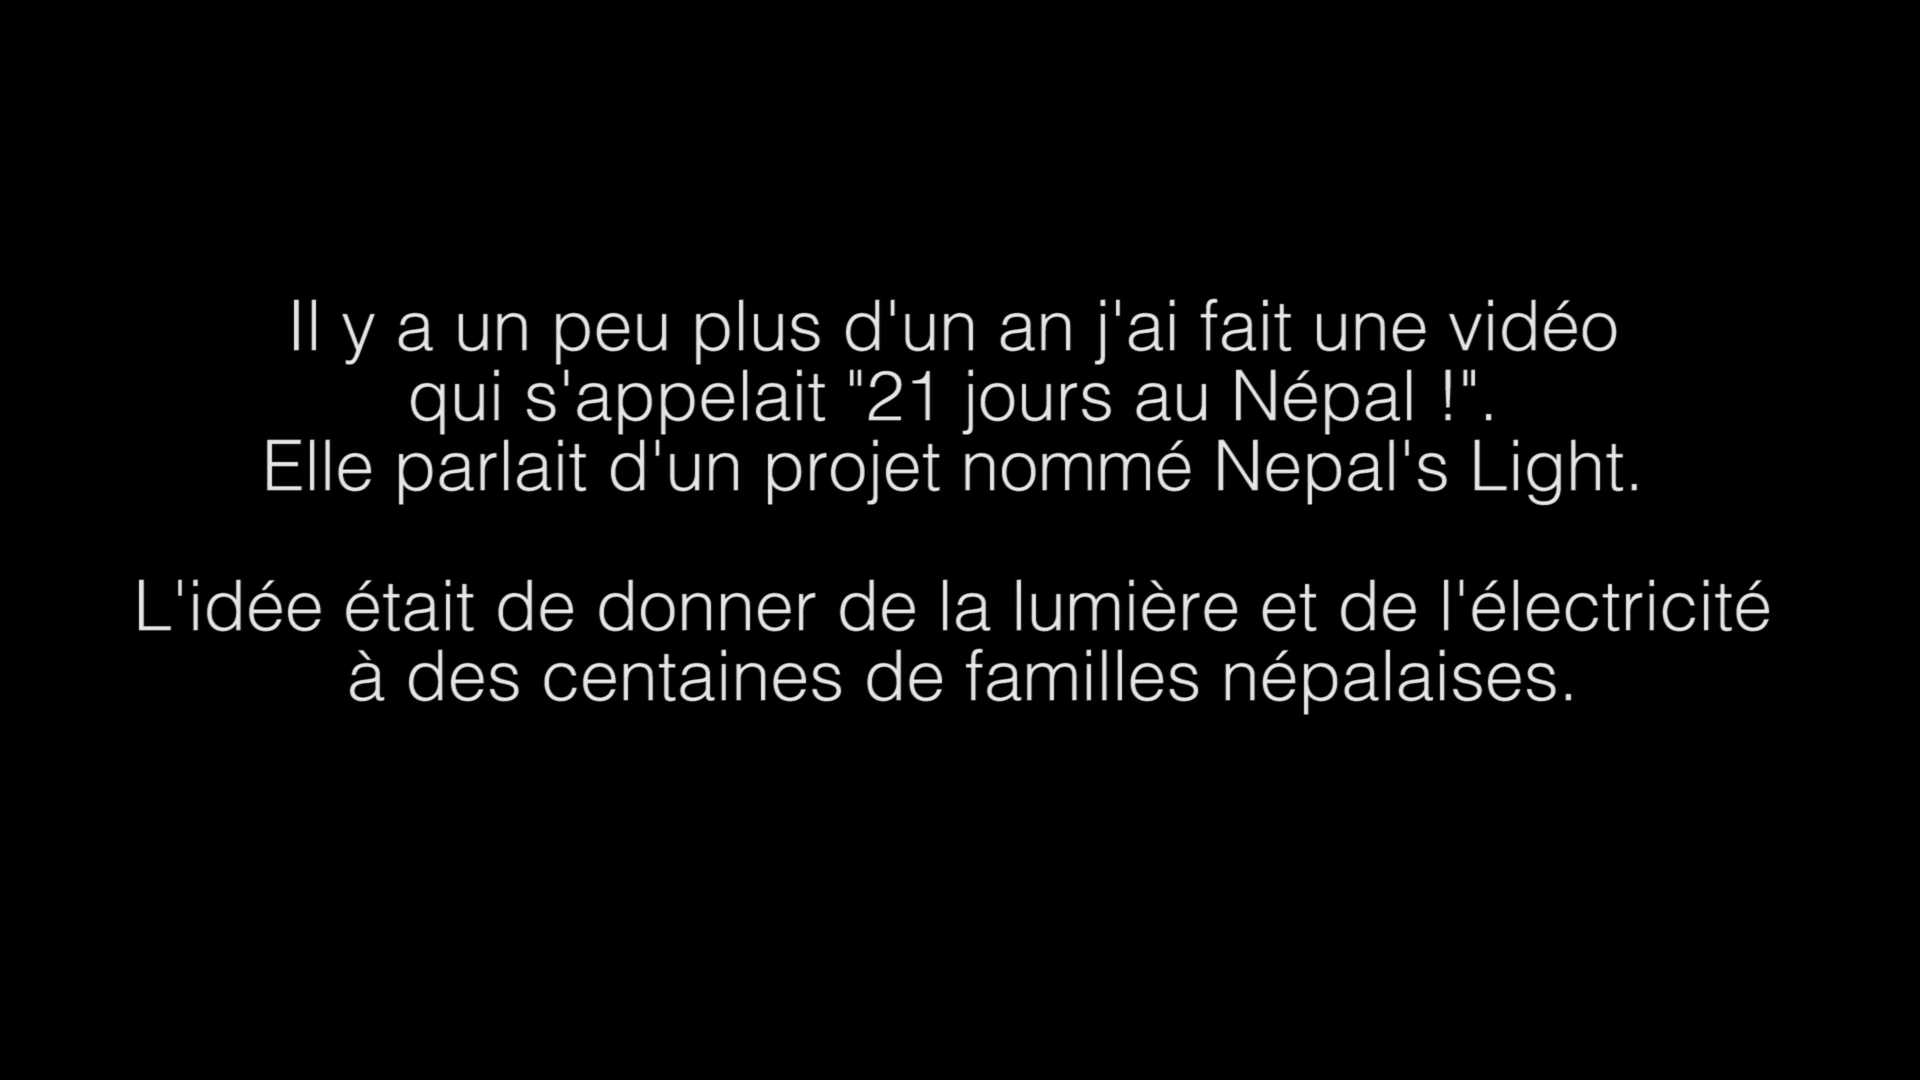 Il y a un peu plus d'un an j'ai fait une vidéo
qui s'appelait "21 jours au Népal !".
Elle parlait d'un projet nommé Nepal's Light.
L'idée était de donner de la lumière et de l'électricité
à des centaines de familles népalaises.